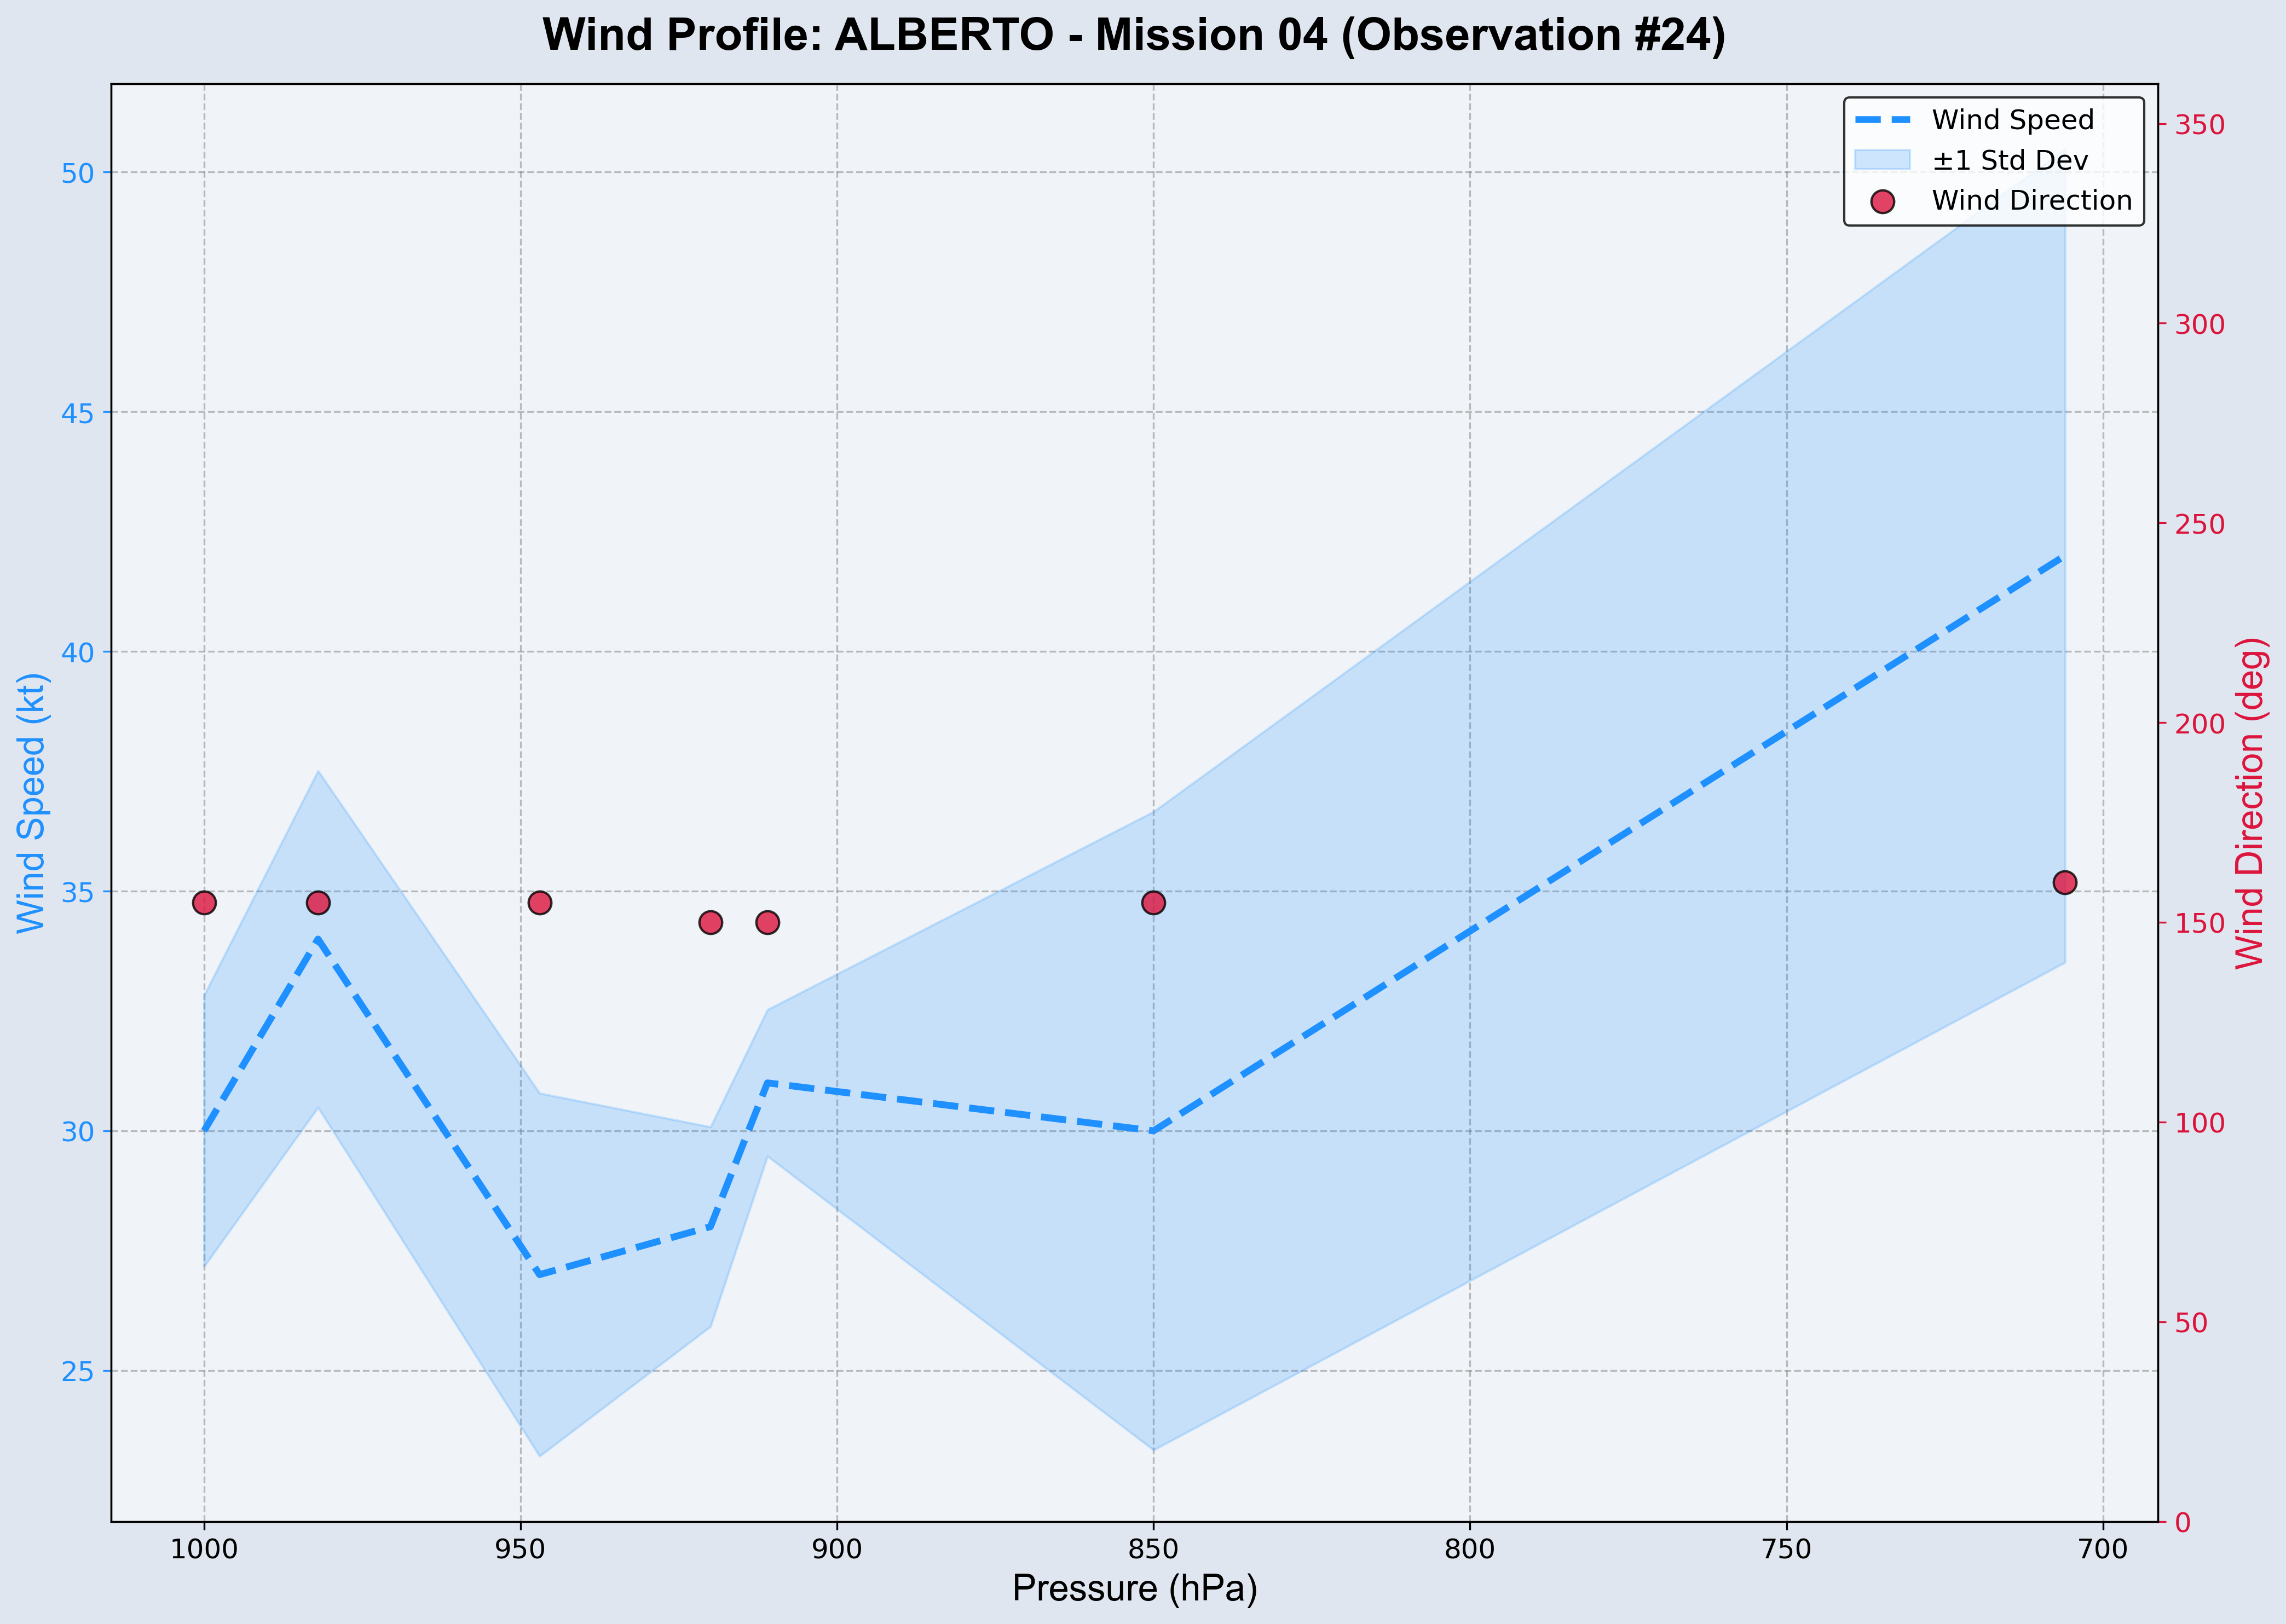 Wind Profile: ALBERTO - Mission 04 (Observation #24)
Wind Speed
±1 Std Dev
Wind Direction
50
45
40
35
30
25
Wind Speed (kt)
350
300
250
200
150
100
50
0
Wind Direction (deg)
1000 950 900 850 800 750 700
Pressure (hPa)